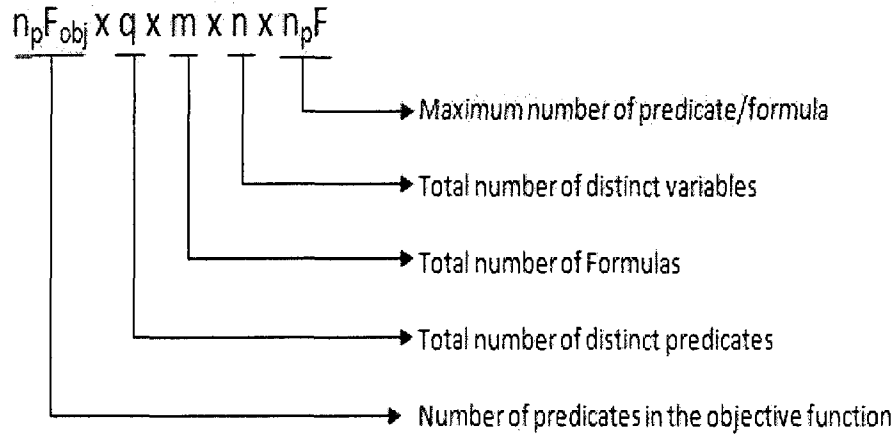 npFobj x q x m x n x npF
Maximum number of predicate/formula
Total number of distinct variables
Total number of Formulas
Total number of distinct predicates
Number of predicates in the objective function